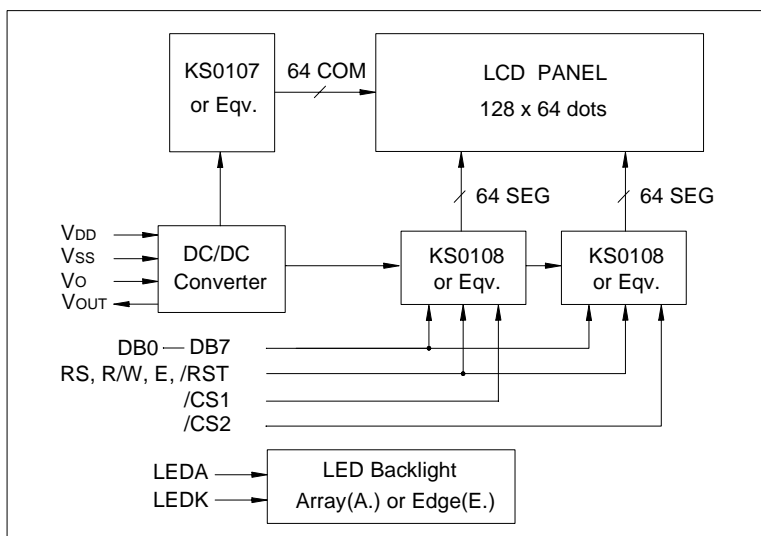 KS0107
or Eqv.
64 COM
LCD PANEL
128 x 64 dots
64 SEG
64 SEG
VDD
VSS
VO
VOUT
DC/DC
Converter
KS0108
or Eqv.
KS0108
or Eqv.
DB0 — DB7
RS, R/W, E, /RST
/CS1
/CS2
LEDA
LEDK
LED Backlight
Array(A.) or Edge(E.)